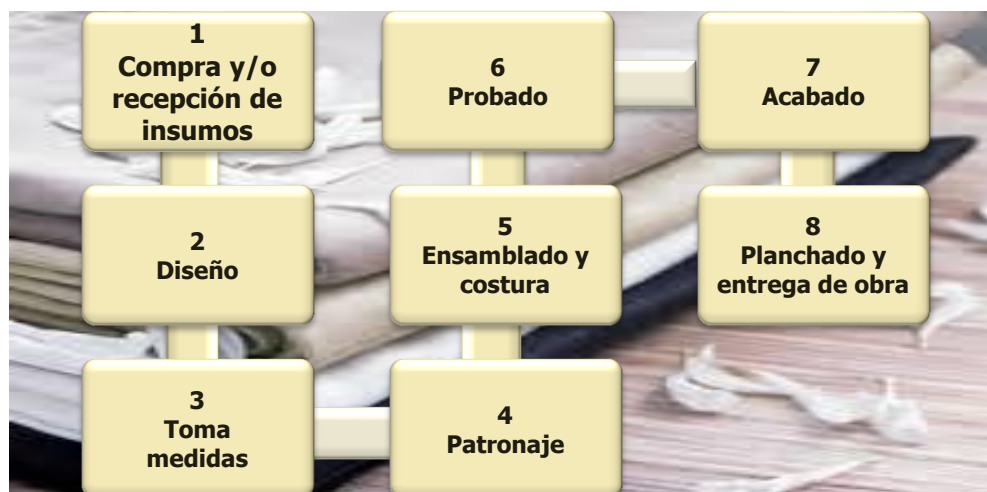 1
Compra y/o
recepción de
insumos
2
Diseño
3
Toma
medidas
4
Patronaje
5
Ensamblado y
costura
6
Probado
7
Acabado
8
Planchado y
entrega de obra